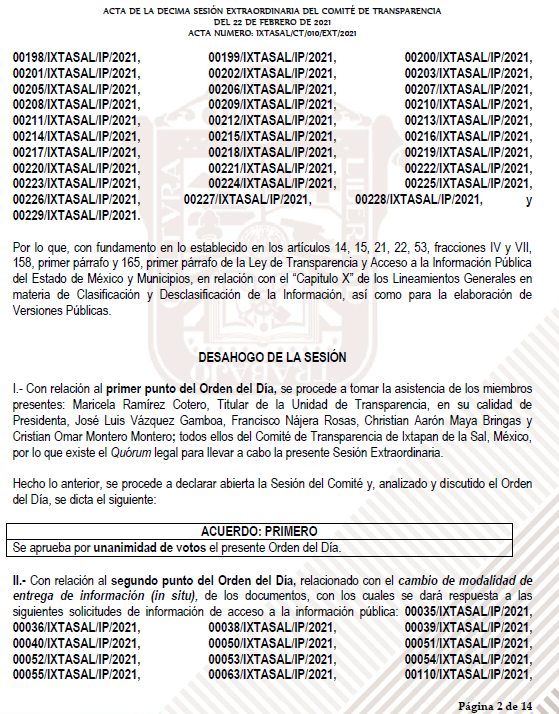 ACTA DE LA DECIMA SESIÓN EXTRAORDINARIA DEL COMITÉ DE TRANSPARENCIA
DEL 22 DE FEBRERO DE 2021
ACTA NUMERO: IXTASAL/CT/010/EXT/2021
00198/IXTASAL/IP/2021, 00199/IXTASAL/IP/2021, 00200/IXTASAL/IP/2021,
00201/IXTASAL/IP/2021, 00202/IXTASAL/IP/2021, 00203/IXTASAL/IP/2021,
00205/IXTASAL/IP/2021, 00206/IXTASAL/IP/2021, 00207/IXTASAL/IP/2021,
00208/IXTASAL/IP/2021, 00209/IXTASAL/IP/2021, 00210/IXTASAL/IP/2021,
00211/IXTASAL/IP/2021, 00212/IXTASAL/IP/2021, 00213/IXTASAL/IP/2021,
00214/IXTASAL/IP/2021, 00215/IXTASAL/IP/2021, 00216/IXTASAL/IP/2021,
00217/IXTASAL/IP/2021, 00218/IXTASAL/IP/2021, 00219/IXTASAL/IP/2021,
00220/IXTASAL/IP/2021, 00221/IXTASAL/IP/2021, 00222/IXTASAL/IP/2021,
00223/IXTASAL/IP/2021, 00224/IXTASAL/IP/2021, 00225/IXTASAL/IP/2021,
00226/IXTASAL/IP/2021, 00227/IXTASAL/IP/2021, 00228/IXTASAL/IP/2021, y
00229/IXTASAL/IP/2021.
Por lo que, con fundamento en lo establecido en los artículos 14, 15, 21, 22, 53, fracciones IV y VII,
158, primer párrafo y 165, primer párrafo de la Ley de Transparencia y Acceso a la Información Pública
del Estado de México y Municipios, en relación con el “Capitulo X” de los Lineamientos Generales en
materia de Clasificación y Desclasificación de la Información, así como para la elaboración de
Versiones Públicas.
DESAHOGO DE LA SESIÓN
I.- Con relación al primer punto del Orden del Día, se procede a tomar la asistencia de los miembros
presentes: Maricela Ramírez Cotero, Titular de la Unidad de Transparencia, en su calidad de
Presidenta, José Luis Vázquez Gamboa, Francisco Nájera Rosas, Christian Aarón Maya Bringas y
Cristian Omar Montero Montero; todos ellos del Comité de Transparencia de Ixtapan de la Sal, México,
por lo que existe el Quórum legal para llevar a cabo la presente Sesión Extraordinaria.
Hecho lo anterior, se procede a declarar abierta la Sesión del Comité y, analizado y discutido el Orden
del Día, se dicta el siguiente:
ACUERDO: PRIMERO
Se aprueba por unanimidad de votos el presente Orden del Día.
II.- Con relación al segundo punto del Orden del Día, relacionado con el cambio de modalidad de
entrega de información (in situ), de los documentos, con los cuales se dará respuesta a las
siguientes solicitudes de información de acceso a la información pública: 00035/IXTASAL/IP/2021,
00036/IXTASAL/IP/2021, 00038/IXTASAL/IP/2021, 00039/IXTASAL/IP/2021,
00040/IXTASAL/IP/2021, 00050/IXTASAL/IP/2021, 00051/IXTASAL/IP/2021,
00052/IXTASAL/IP/2021, 00053/IXTASAL/IP/2021, 00054/IXTASAL/IP/2021,
00055/IXTASAL/IP/2021, 00063/IXTASAL/IP/2021, 00110/IXTASAL/IP/2021,
Página 2 de 14